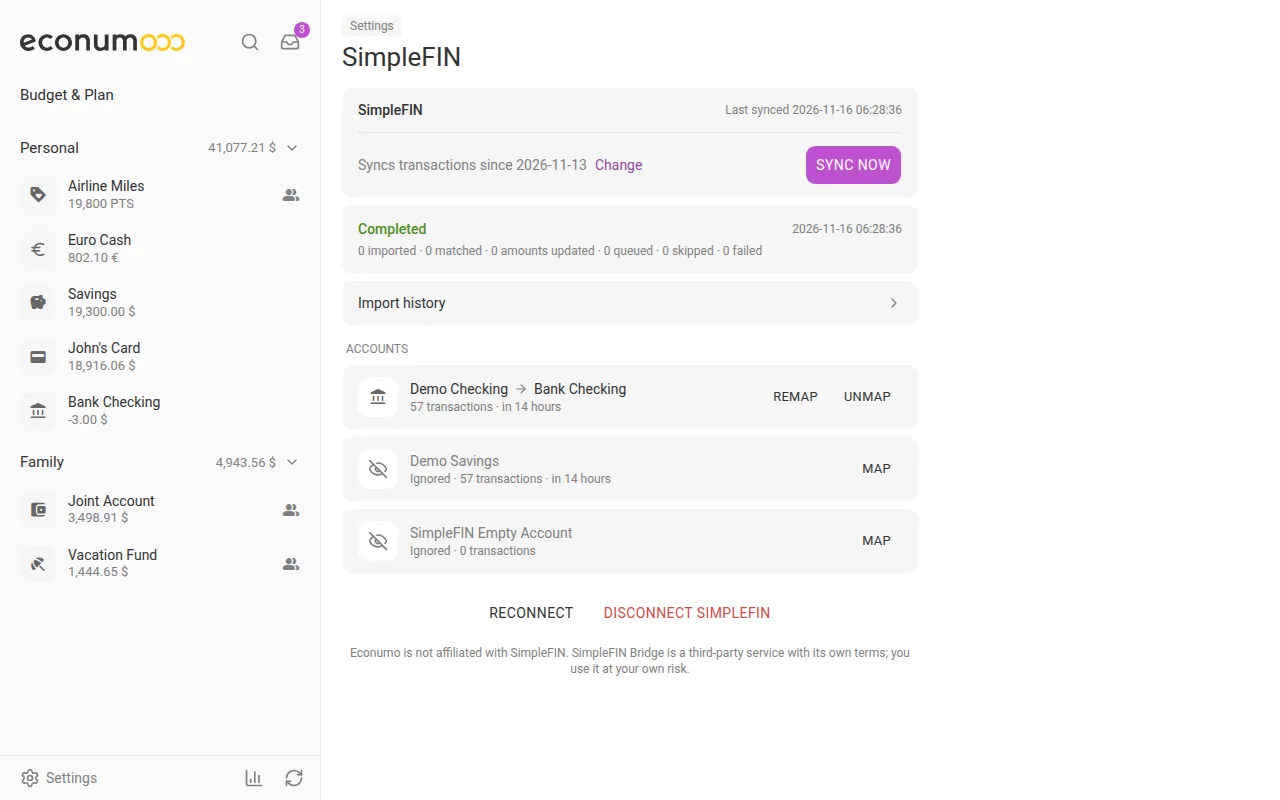 econumo
3
Budget & Plan
Personal
41,077.21 $
Airline Miles
19,800 PTS
Euro Cash
802.10 €
Savings
19,300.00 $
John's Card
18,916.06 $
Bank Checking
-3.00 $
Family
4,943.56 $
Joint Account
3,498.91 $
Vacation Fund
1,444.65 $
Settings
Settings
SimpleFIN
SimpleFIN
Last synced 2026-11-16 06:28:36
Syncs transactions since 2026-11-13 Change
SYNC NOW
Completed
2026-11-16 06:28:36
0 imported · 0 matched · 0 amounts updated · 0 queued · 0 skipped · 0 failed
Import history
ACCOUNTS
Demo Checking → Bank Checking
57 transactions · in 14 hours
REMAP
UNMAP
Demo Savings
Ignored · 57 transactions · in 14 hours
MAP
SimpleFIN Empty Account
Ignored · 0 transactions
MAP
RECONNECT
DISCONNECT SIMPLEFIN
Econumo is not affiliated with SimpleFIN. SimpleFIN Bridge is a third-party service with its own terms; you
use it at your own risk.